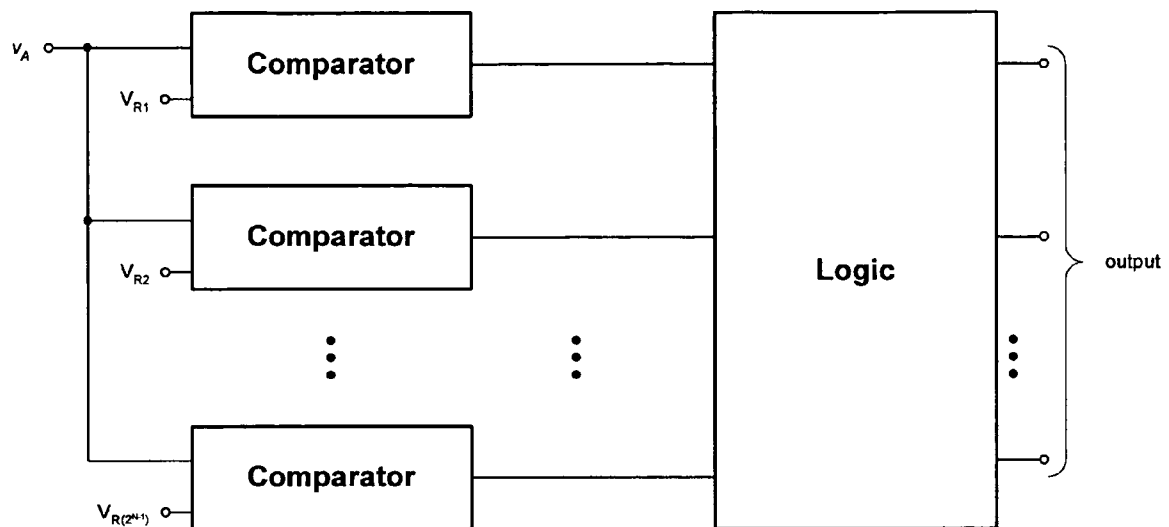 v_A
Comparator
V_R1
Comparator
V_R2
Logic
output
Comparator
V_R(2^N-1)